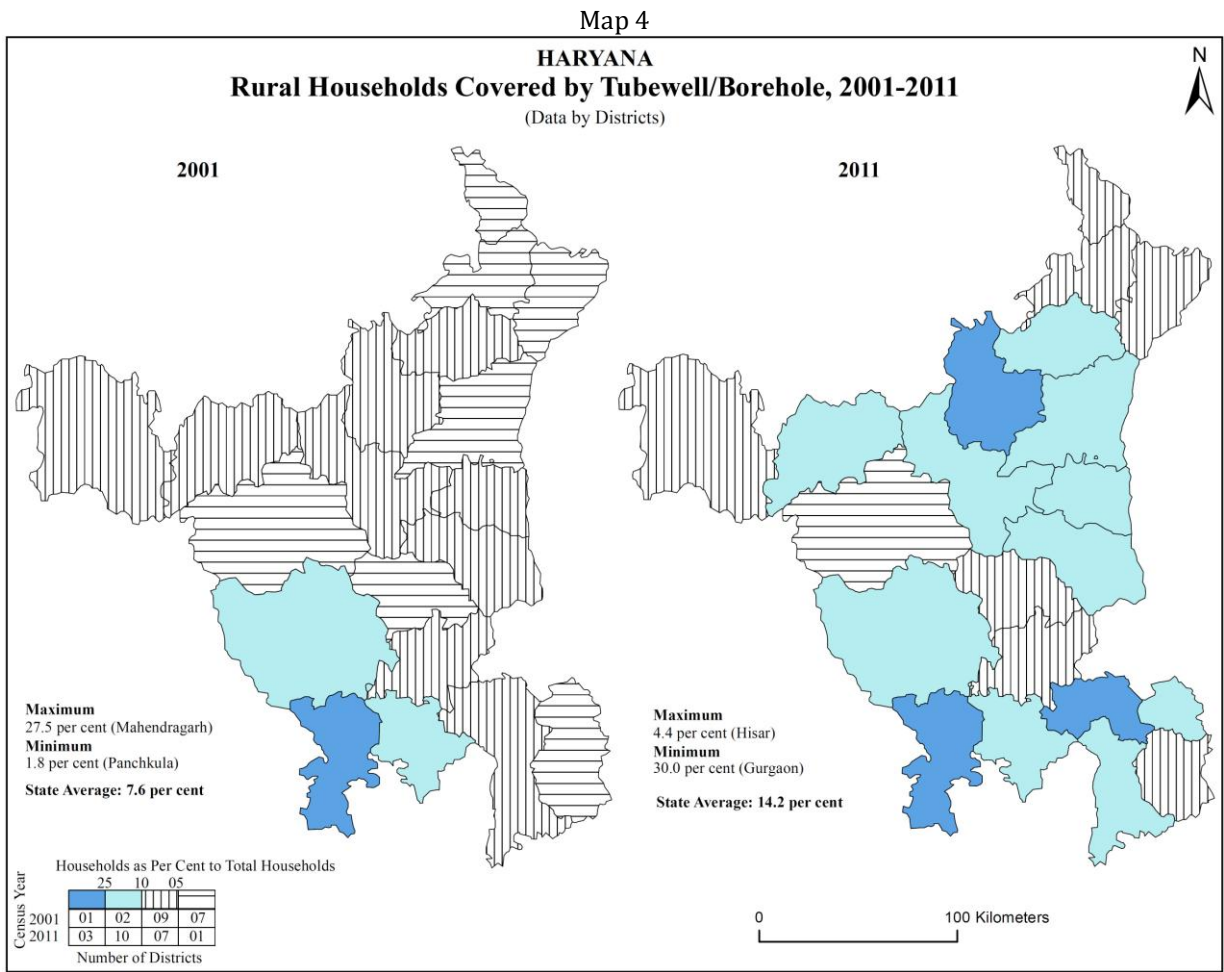 Map 4
HARYANA
Rural Households Covered by Tubewell/Borehole, 2001-2011
(Data by Districts)
N
2001
2011
Maximum
27.5 per cent (Mahendragarh)
Minimum
1.8 per cent (Panchkula)
State Average: 7.6 per cent
Maximum
4.4 per cent (Hisar)
Minimum
30.0 per cent (Gurgaon)
State Average: 14.2 per cent
Households as Per Cent to Total Households
25 10 05
Census Year
2001 01 02 09 07
2011 03 10 07 01
Number of Districts
0 100 Kilometers